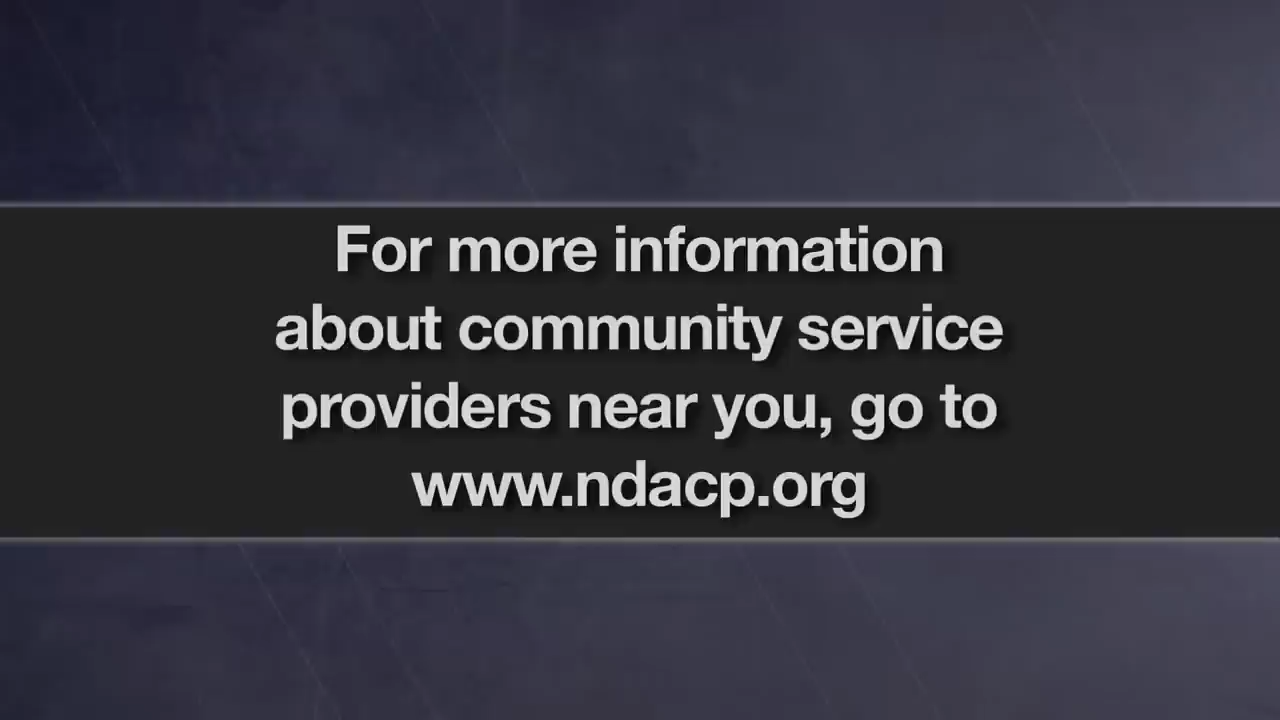 For more information
about community service
providers near you, go to
www.ndacp.org